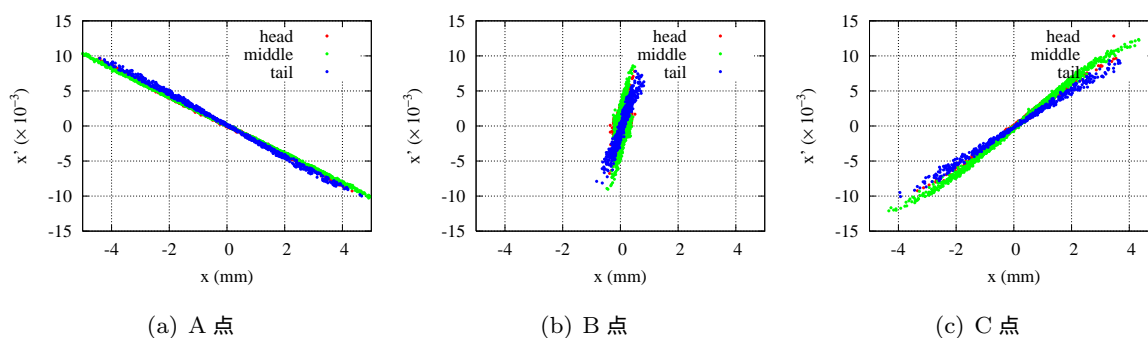 head
middle
tail
15
10
5
0
-5
-10
-15
x' (× 10⁻³)
-4 -2 0 2 4
x (mm)
(a) A 点
head
middle
tail
15
10
5
0
-5
-10
-15
x' (× 10⁻³)
-4 -2 0 2 4
x (mm)
(b) B 点
head
middle
tail
15
10
5
0
-5
-10
-15
x' (× 10⁻³)
-4 -2 0 2 4
x (mm)
(c) C 点